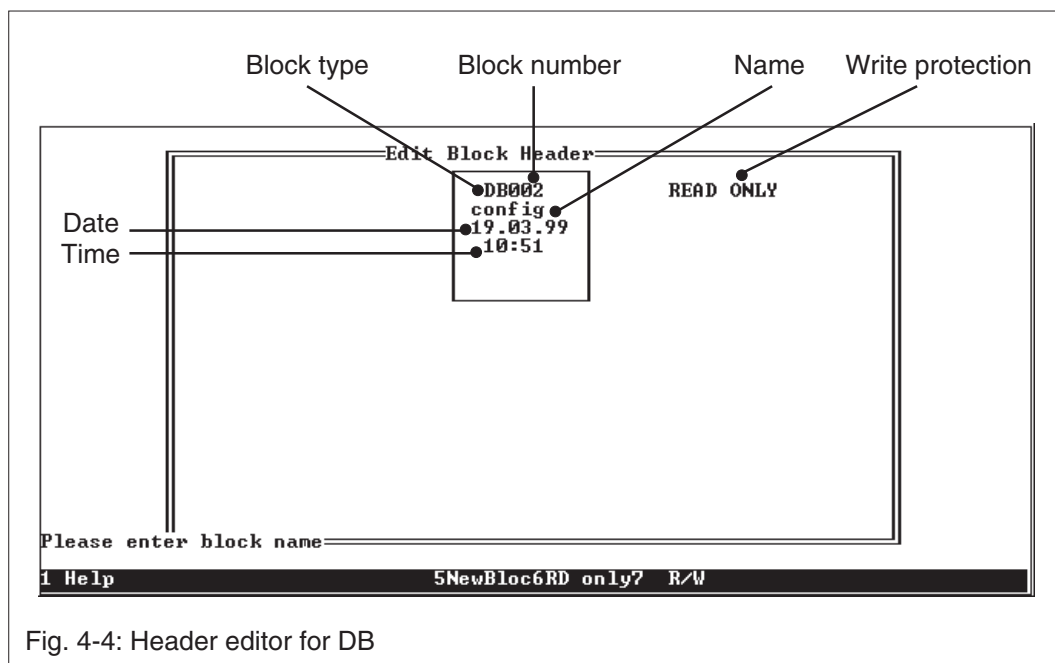 Block type Block number Name Write protection
Edit Block Header
DB002 READ ONLY
config
Date 19.03.99
Time 10:51
Please enter block name
1 Help 5NewBloc6RD only7 R/W
Fig. 4-4: Header editor for DB